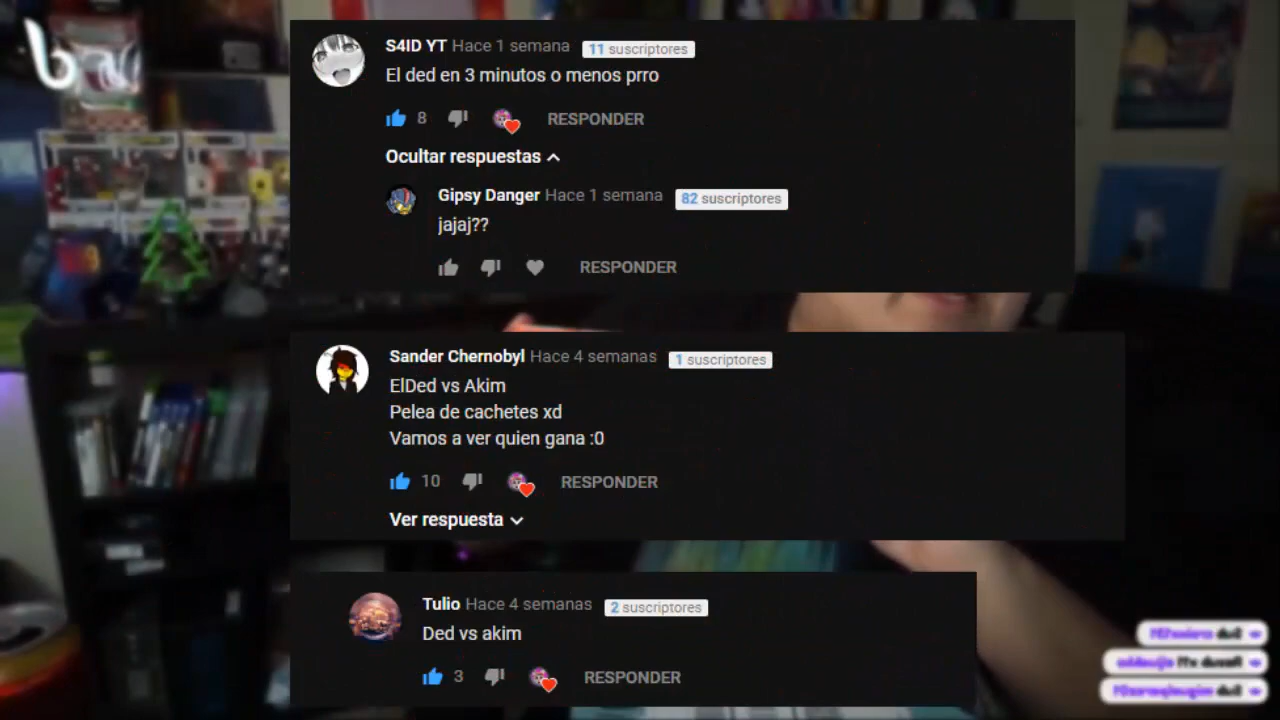 S4ID YT Hace 1 semana 11 suscriptores
El ded en 3 minutos o menos prro
8 RESPONDER
Ocultar respuestas
Gipsy Danger Hace 1 semana 82 suscriptores
jajaj??
RESPONDER
Sander Chernobyl Hace 4 semanas 1 suscriptores
ElDed vs Akim
Pelea de cachetes xd
Vamos a ver quien gana :0
10 RESPONDER
Ver respuesta
Tulio Hace 4 semanas 2 suscriptores
Ded vs akim
3 RESPONDER